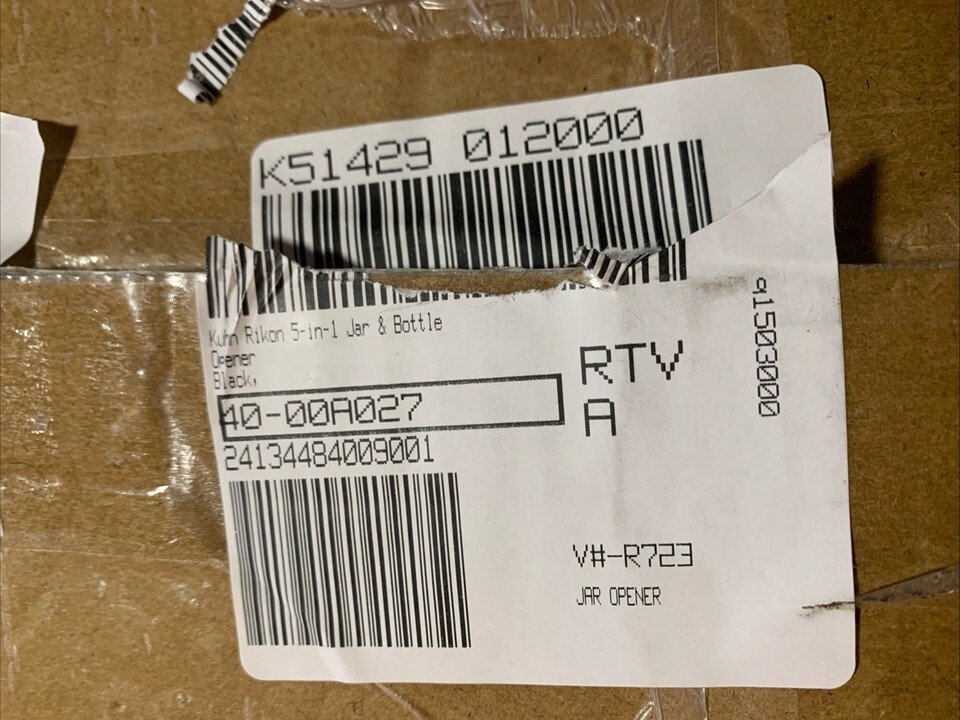 K51429 012000
Kuhn Rikon 5-in-1 Jar & Bottle
Opener
Black,
40-00A027
24134484009001
RTV
A
91503000
V#-R723
JAR OPENER